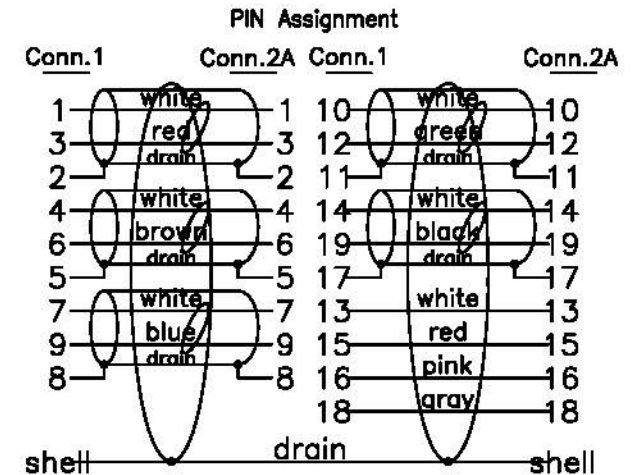 PIN Assignment
Conn.1 Conn.2A Conn.1 Conn.2A
white white
1 1 10 10
red green
3 3 12 12
drain drain
2 2 11 11
white white
4 4 14 14
brown black
6 6 19 19
drain drain
5 5 17 17
white white
7 7 13 13
blue red
9 9 15 15
drain pink
8 8 16 16
gray
18 18
shell drain shell